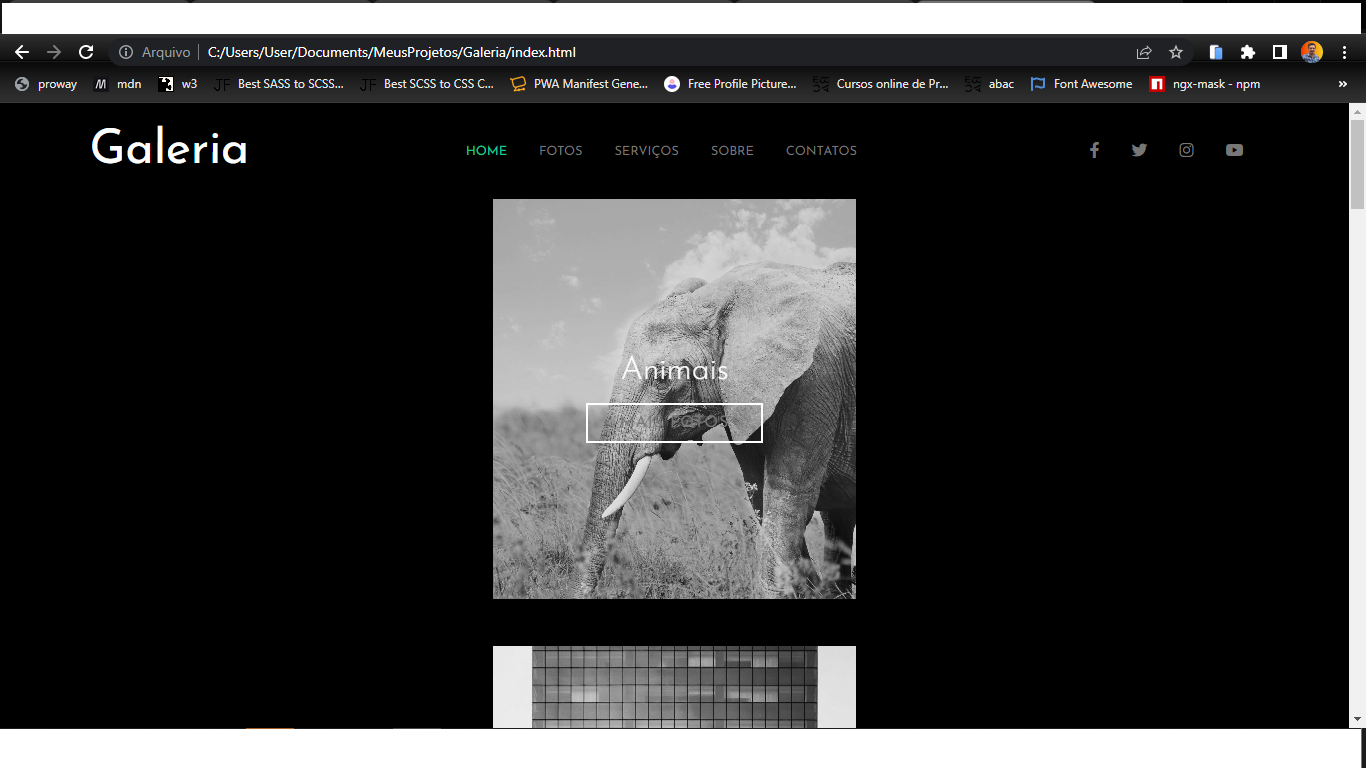 Arquivo C:/Users/User/Documents/MeusProjetos/Galeria/index.html
proway mdn w3 Best SASS to SCSS... Best SCSS to CSS C... PWA Manifest Gene... Free Profile Picture... Cursos online de Pr... abac Font Awesome ngx-mask - npm »
Galeria HOME FOTOS SERVIÇOS SOBRE CONTATOS
Animais